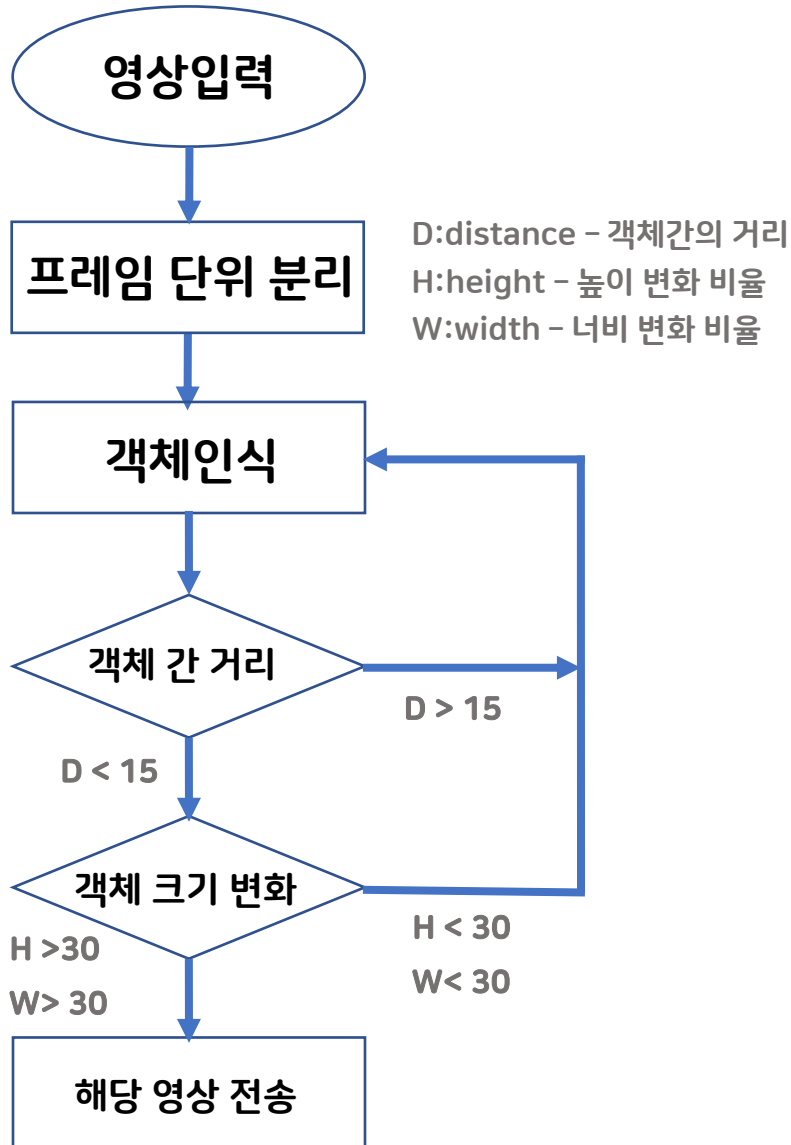 영상입력
프레임 단위 분리
D:distance – 객체간의 거리
H:height – 높이 변화 비율
W:width – 너비 변화 비율
객체인식
객체 간 거리
D > 15
D < 15
객체 크기 변화
H >30
W> 30
H < 30
W< 30
해당 영상 전송